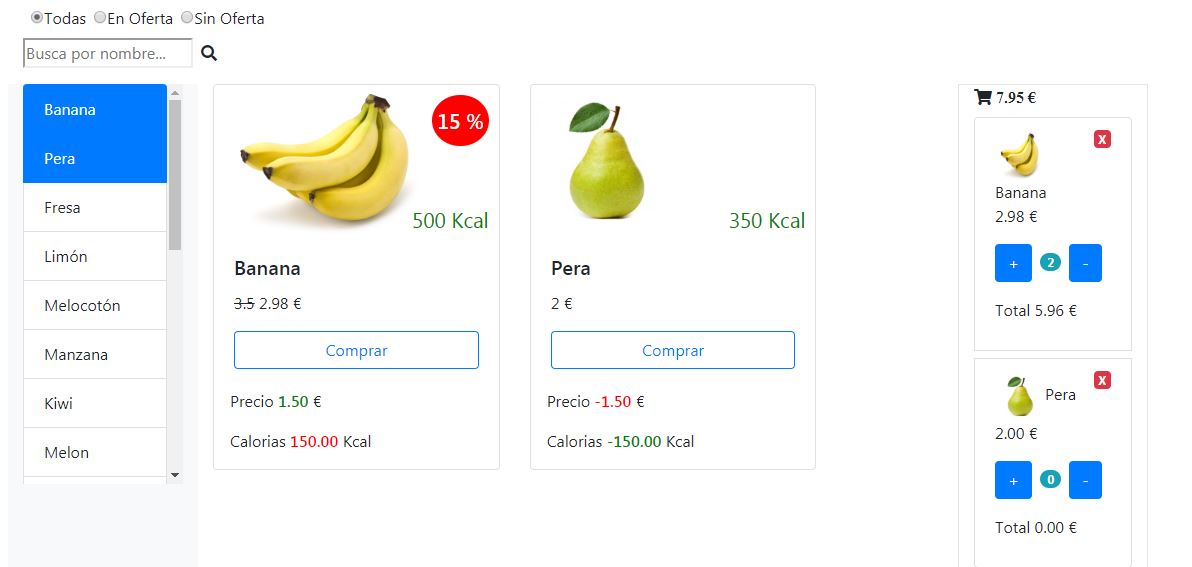 Todas En Oferta Sin Oferta
Busca por nombre...
Banana
Pera
Fresa
Limón
Melocotón
Manzana
Kiwi
Melon
15 %
500 Kcal
Banana
3.5 2.98 €
Comprar
Precio 1.50 €
Calorias 150.00 Kcal
350 Kcal
Pera
2 €
Comprar
Precio -1.50 €
Calorias -150.00 Kcal
7.95 €
X
Banana
2.98 €
+ 2 -
Total 5.96 €
X
Pera
2.00 €
+ 0 -
Total 0.00 €